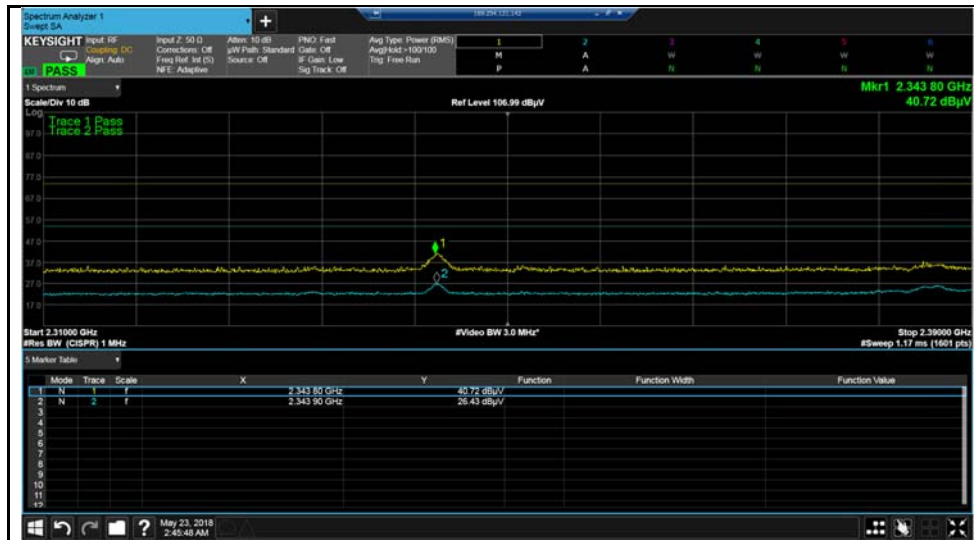 169.254.121.142
Spectrum Analyzer 1
Swept SA
+
KEYSIGHT Input: RF Input Z: 50 Ω Atten: 10 dB PNO: Fast Avg Type: Power (RMS) 1 2 3 4 5 6
Coupling: DC Corrections: Off µW Path: Standard Gate: Off Avg|Hold:>100/100 M A W W W W
Align: Auto Freq Ref: Int (S) Source: Off IF Gain: Low Trig: Free Run
PASS NFE: Adaptive Sig Track: Off P A N N N N
1 Spectrum
Mkr1 2.343 80 GHz
Scale/Div 10 dB Ref Level 106.99 dBµV 40.72 dBµV
Log
Trace 1 Pass
Trace 2 Pass
97.0
87.0
77.0
67.0
57.0
47.0
1
37.0
2
27.0
17.0
Start 2.31000 GHz #Video BW 3.0 MHz* Stop 2.39000 GHz
#Res BW (CISPR) 1 MHz #Sweep 1.17 ms (1601 pts)
5 Marker Table
Mode Trace Scale X Y Function Function Width Function Value
1 N 1 f 2.343 80 GHz 40.72 dBµV
2 N 2 f 2.343 90 GHz 26.43 dBµV
3
4
5
6
7
8
9
10
11
12
? May 23, 2018
2:45:48 AM